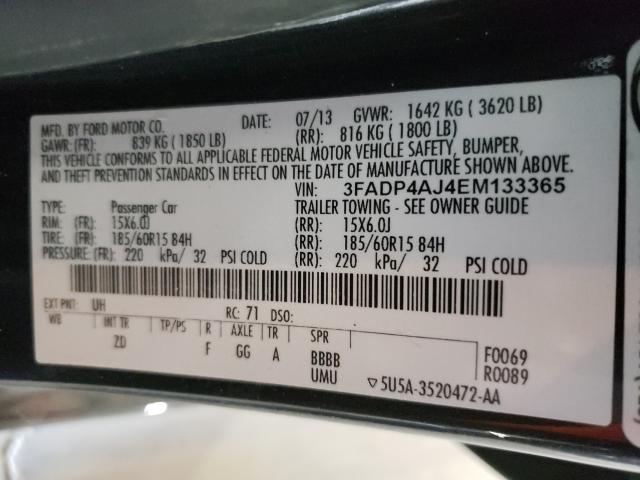 MFD. BY FORD MOTOR CO. DATE: 07/13 GVWR: 1642 KG ( 3620 LB)
GAWR: (FR): 839 KG ( 1850 LB) (RR): 816 KG ( 1800 LB)
THIS VEHICLE CONFORMS TO ALL APPLICABLE FEDERAL MOTOR VEHICLE SAFETY, BUMPER,
AND THEFT PREVENTION STANDARDS IN EFFECT ON THE DATE OF MANUFACTURE SHOWN ABOVE.
VIN: 3FADP4AJ4EM133365
TYPE: Passenger Car TRAILER TOWING - SEE OWNER GUIDE
RIM: (FR): 15X6.0J (RR): 15X6.0J
TIRE: (FR): 185/60R15 84H (RR): 185/60R15 84H
PRESSURE: (FR): 220 kPa/ 32 PSI COLD (RR): 220 kPa/ 32 PSI COLD
EXT PNT: UH RC: 71 DSO:
WB INT TR TP/PS R AXLE TR SPR
ZD F GG A BBBB F0069
UMU R0089
▽ 5U5A-3520472-AA